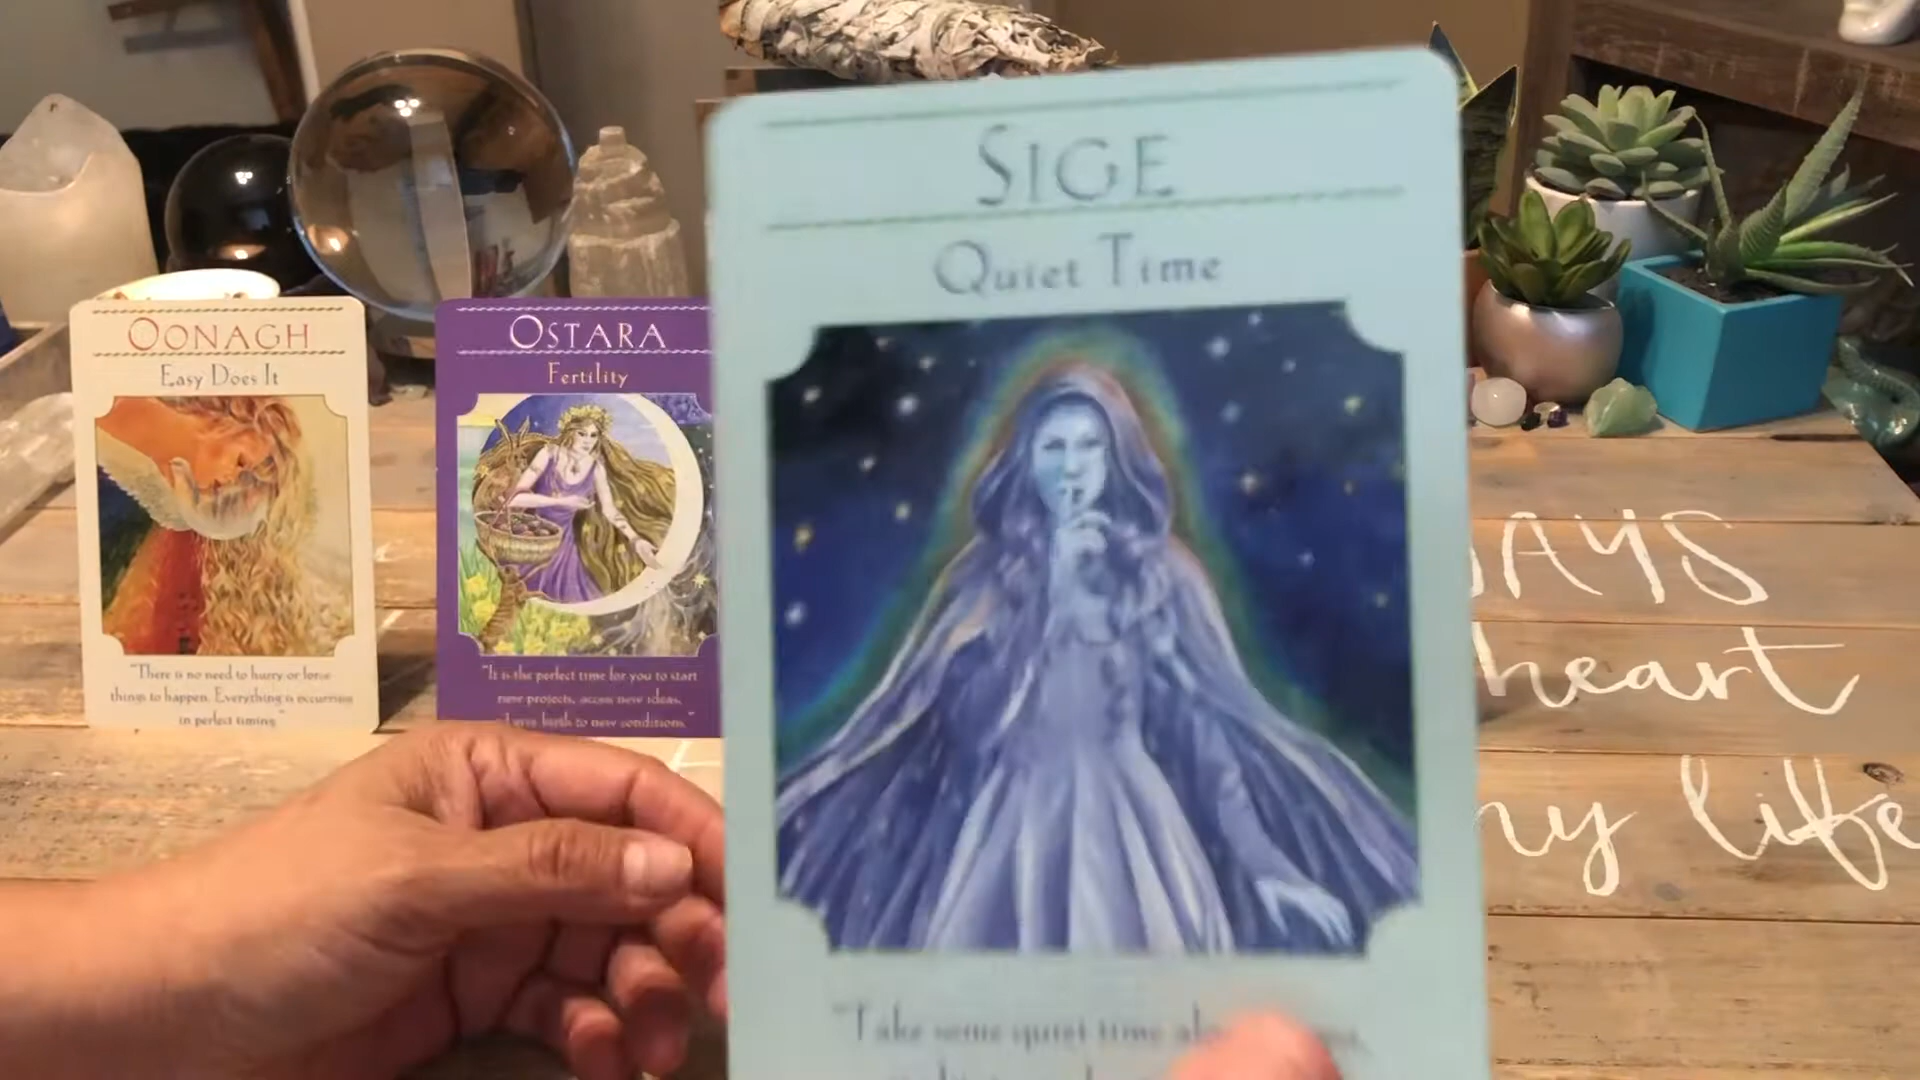 OONAGH
Easy Does It
"There is no need to hurry or force
things to happen. Everything is occurring
in perfect timing."
OSTARA
Fertility
"It is the perfect time for you to start
new projects, access new ideas,
birth to new conditions."
SIGE
Quiet Time
"Take some quiet time
AYS
heart
my life